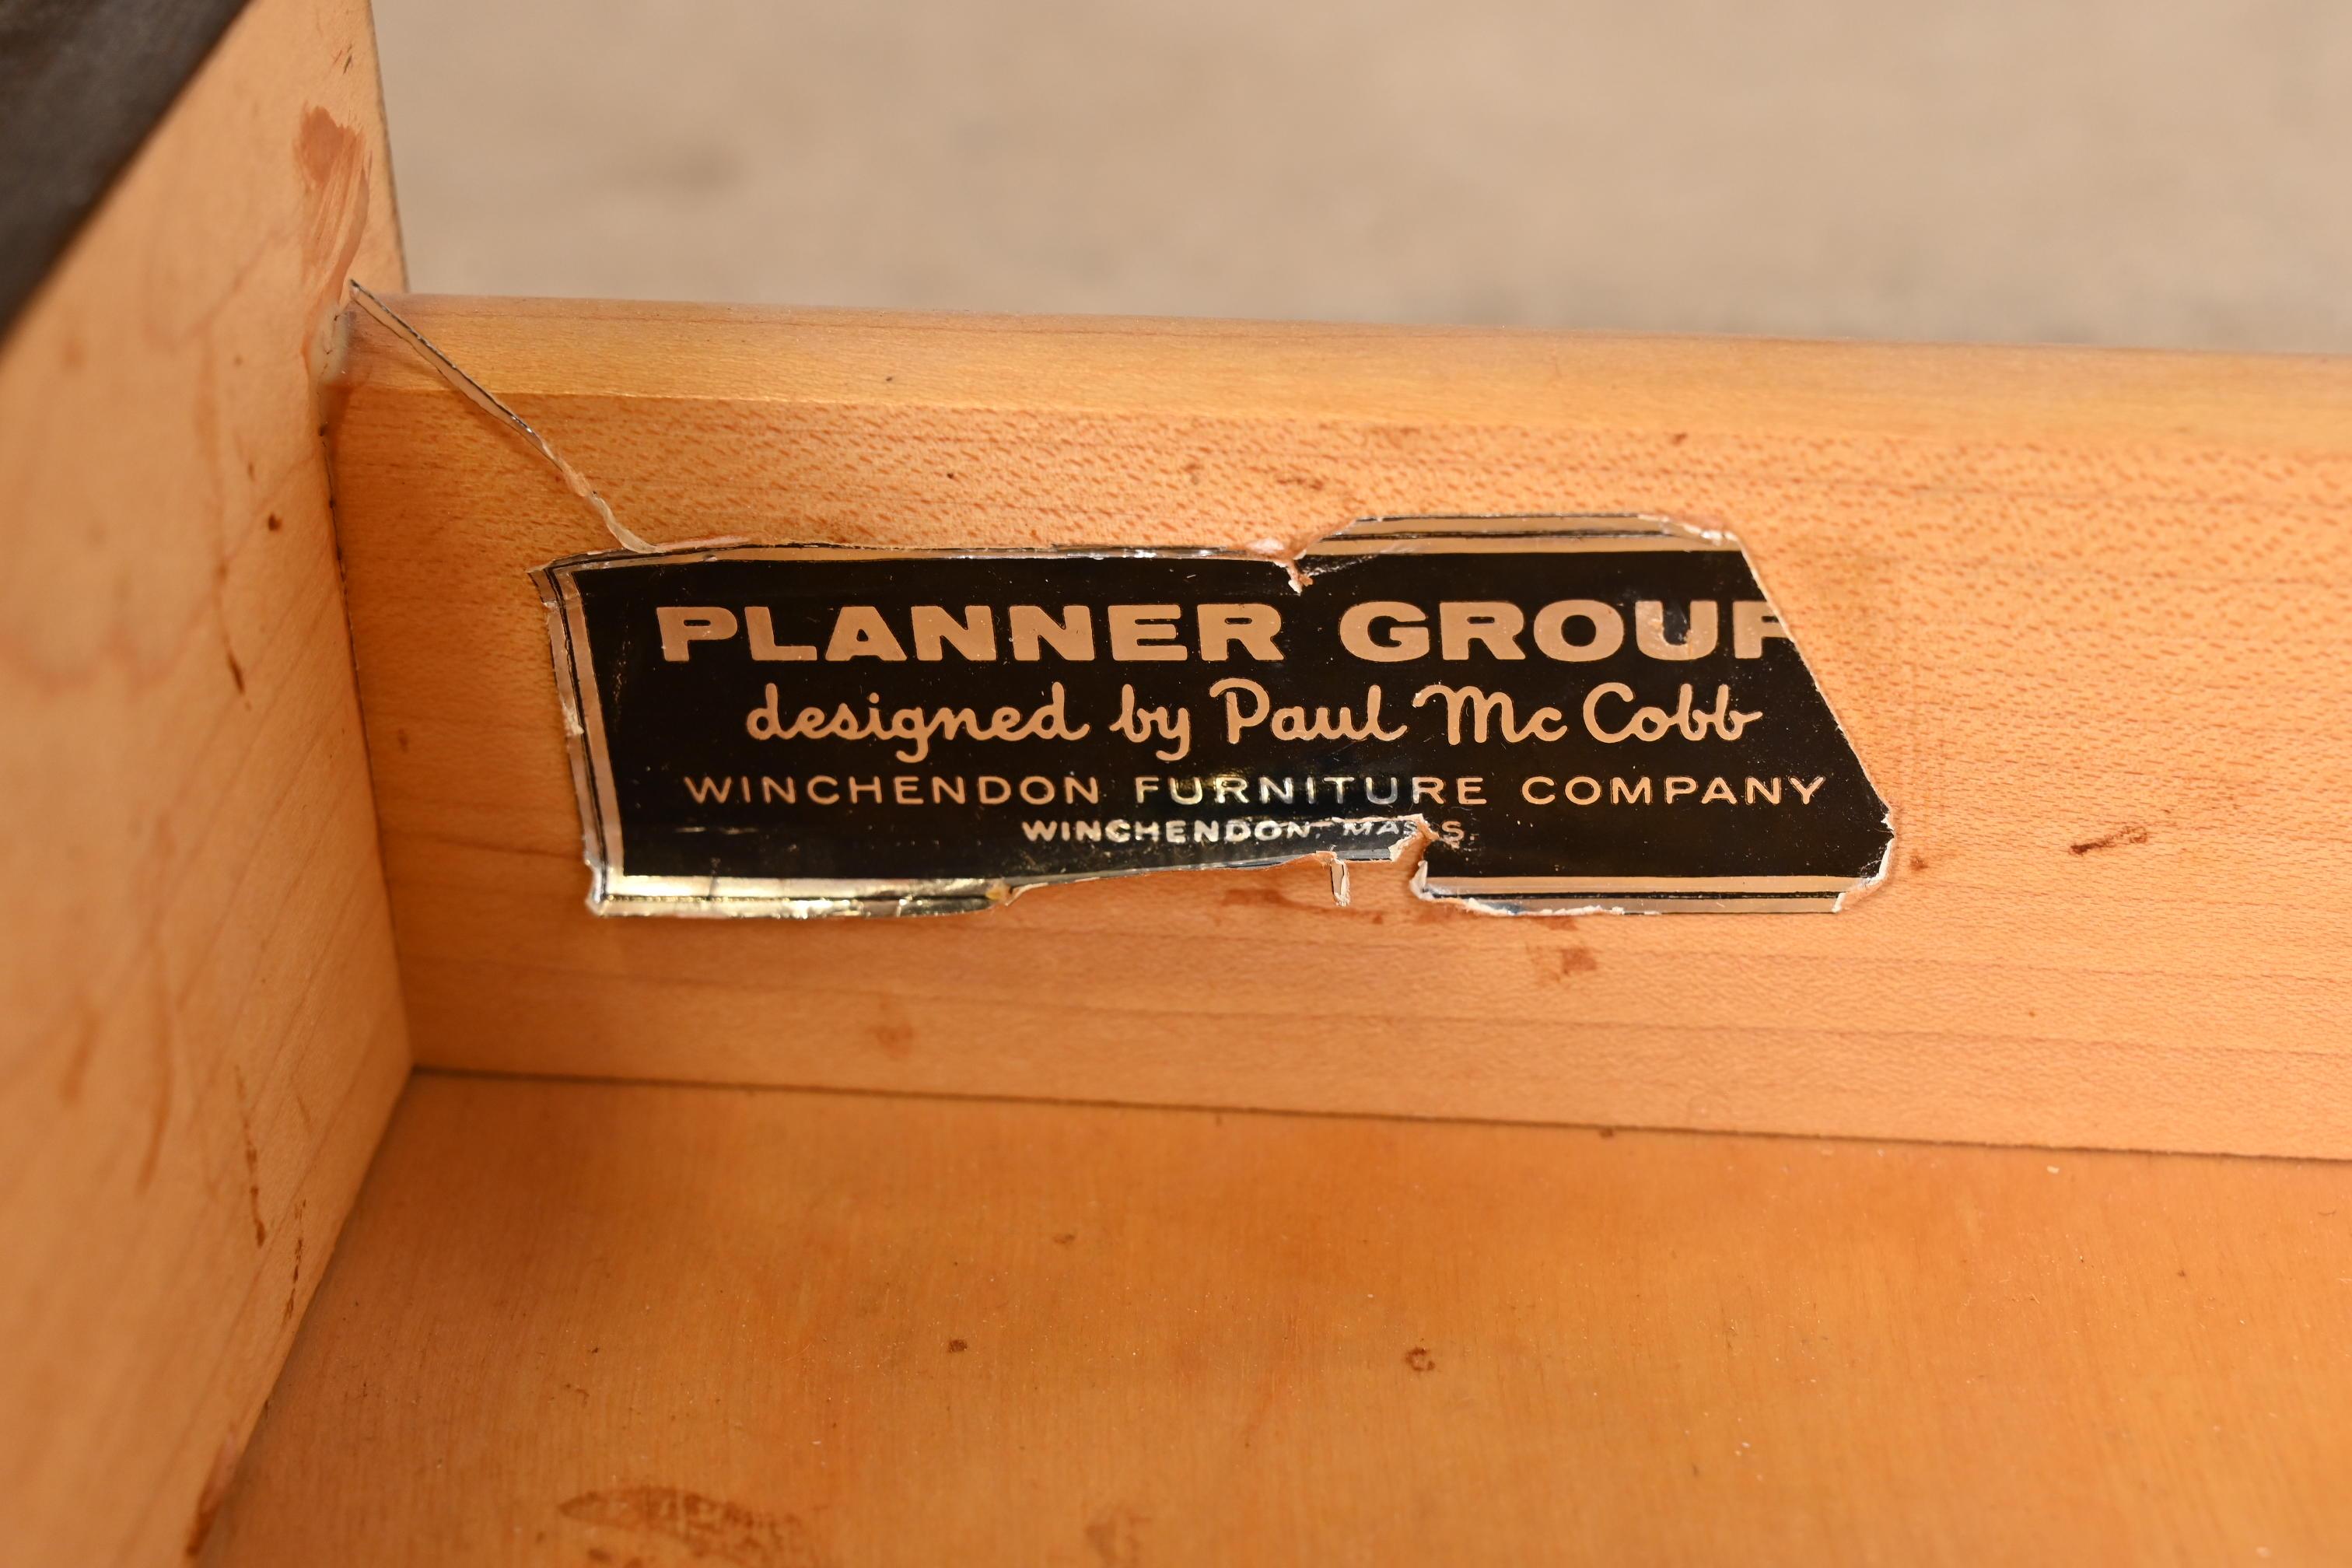 PLANNER GROUP
designed by Paul McCobb
WINCHENDON FURNITURE COMPANY
WINCHENDON, MASS.